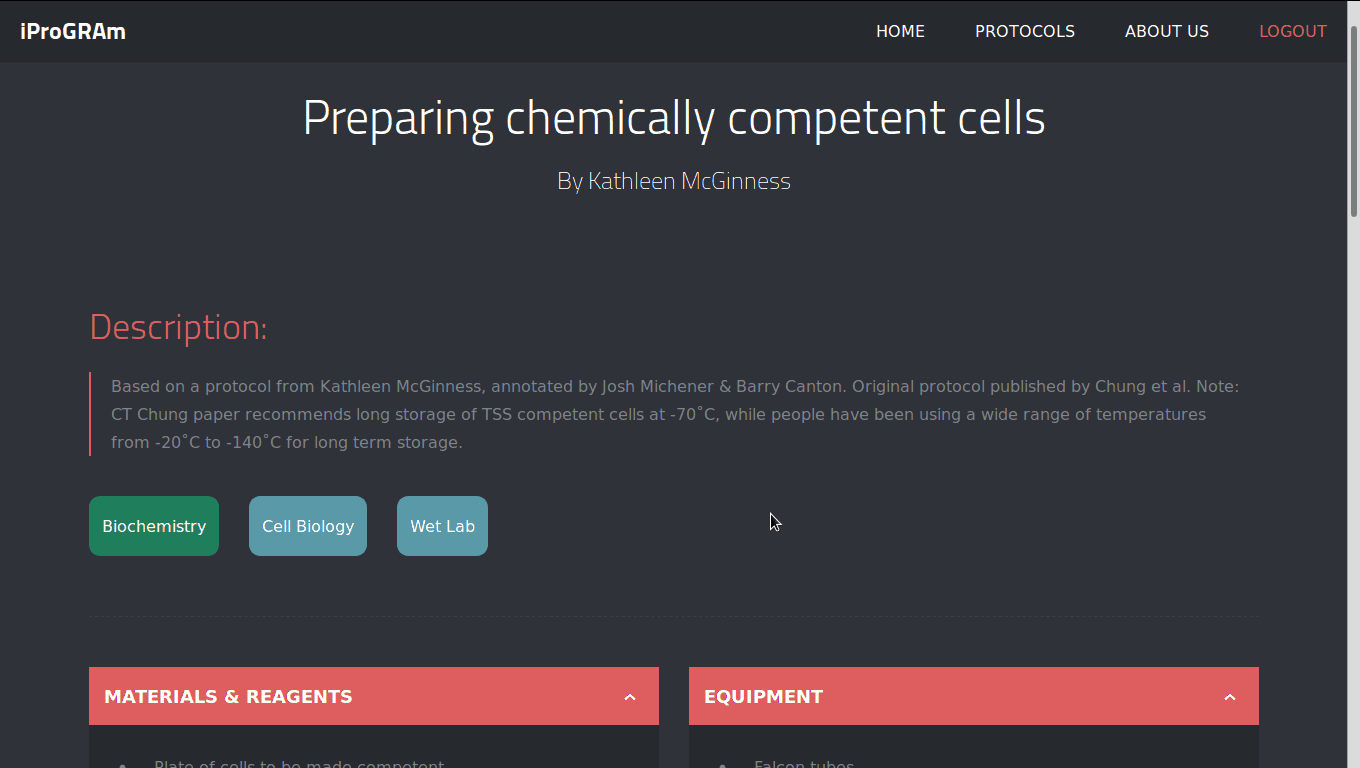 iProGRAm
HOME PROTOCOLS ABOUT US LOGOUT
Preparing chemically competent cells
By Kathleen McGinness
Description:
Based on a protocol from Kathleen McGinness, annotated by Josh Michener & Barry Canton. Original protocol published by Chung et al. Note:
CT Chung paper recommends long storage of TSS competent cells at -70˚C, while people have been using a wide range of temperatures
from -20˚C to -140˚C for long term storage.
Biochemistry Cell Biology Wet Lab
MATERIALS & REAGENTS EQUIPMENT
Plate of cells to be made competent Falcon tubes